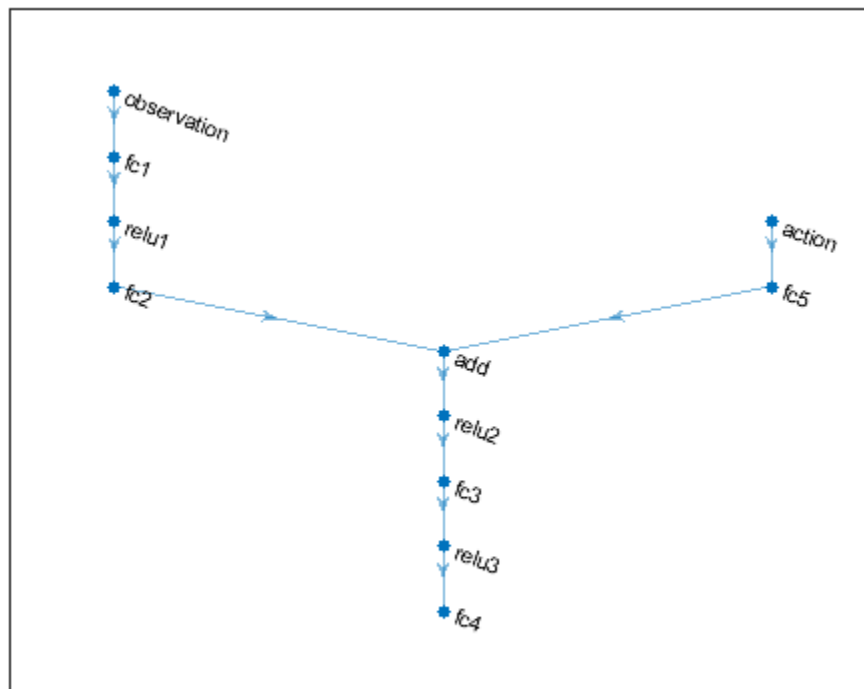 observation
fc1
relu1
action
fc2
fc5
add
relu2
fc3
relu3
fc4